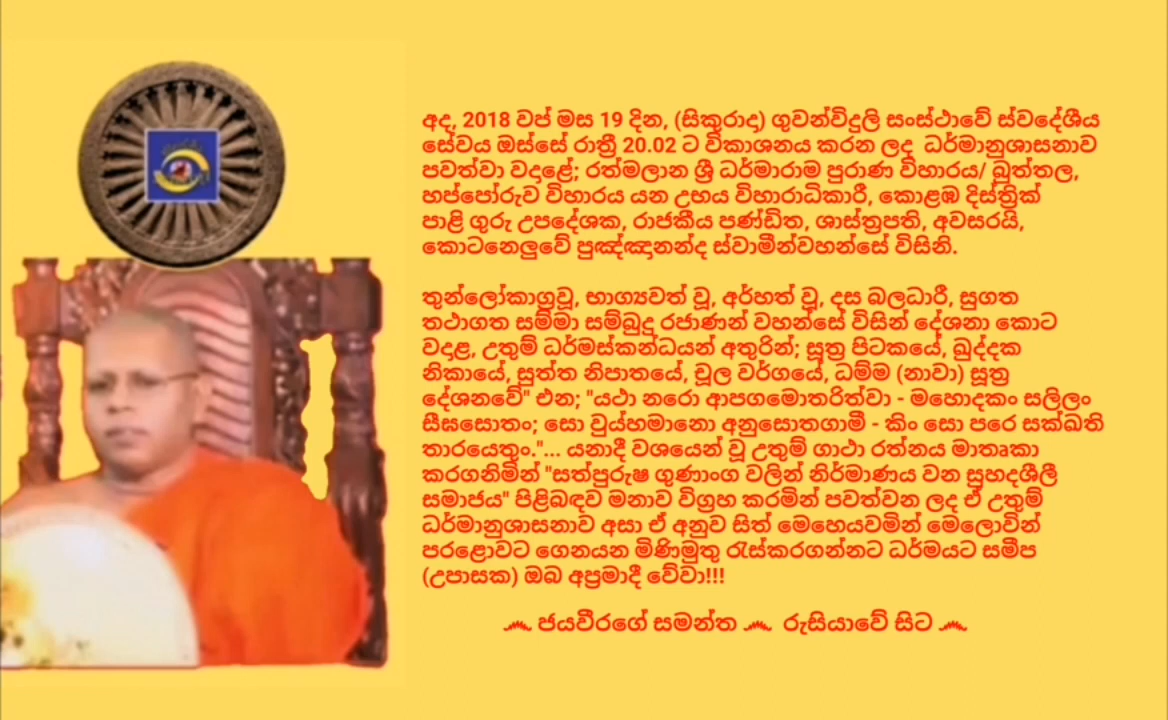 අද, 2018 වප් මස 19 දින, (සිකුරාදා) ගුවන්විදුලි සංස්ථාවේ ස්වදේශීය
සේවය ඔස්සේ රාත්‍රී 20.02 ට විකාශනය කරන ලද ධර්මානුශාසනාව
පවත්වා වදාළේ; රත්මලාන ශ්‍රී ධර්මාරාම පුරාණ විහාරය/ බුත්තල,
හප්පෝරුව විහාරය යන උභය විහාරාධිකාරී, කොළඹ දිස්ත්‍රික්
පාළි ගුරු උපදේශක, රාජකීය පණ්ඩිත, ශාස්ත්‍රපති, අවසරයි,
කොටනෙලුවේ පුඤ්ඤානන්ද ස්වාමීන්වහන්සේ විසිනි.
තුන්ලෝකාග්‍රවූ, භාග්‍යවත් වූ, අර්හත් වූ, දස බලධාරී, සුගත
තථාගත සම්මා සම්බුදු රජාණන් වහන්සේ විසින් දේශනා කොට
වදාළ, උතුම් ධර්මස්කන්ධයන් අතුරින්; සූත්‍ර පිටකයේ, ඛුද්දක
නිකායේ, සුත්ත නිපාතයේ, චූල වර්ගයේ, ධම්ම (නාවා) සූත්‍ර
දේශනවේ" එන; "යථා නරො ආපගමොතරිත්වා - මහොදකං සලිලං
සීඝසොතං; සො වුය්හමානො අනුසොතගාමී - කිං සො පරෙ සක්ඛති
තාරයෙතුං."... යනාදී වශයෙන් වූ උතුම් ගාථා රත්නය මාතෘකා
කරගනිමින් "සත්පුරුෂ ගුණාංග වලින් නිර්මාණය වන සුහදශීලී
සමාජය" පිළිබඳව මනාව විග්‍රහ කරමින් පවත්වන ලද ඒ උතුම්
ධර්මානුශාසනාව අසා ඒ අනුව සිත් මෙහෙයවමින් මෙලොවින්
පරළොවට ගෙනයන මිණිමුතු රැස්කරගන්නට ධර්මයට සමීප
(උපාසක) ඔබ අප්‍රමාදී වේවා!!!
ජයවීරගේ සමන්ත රුසියාවේ සිට